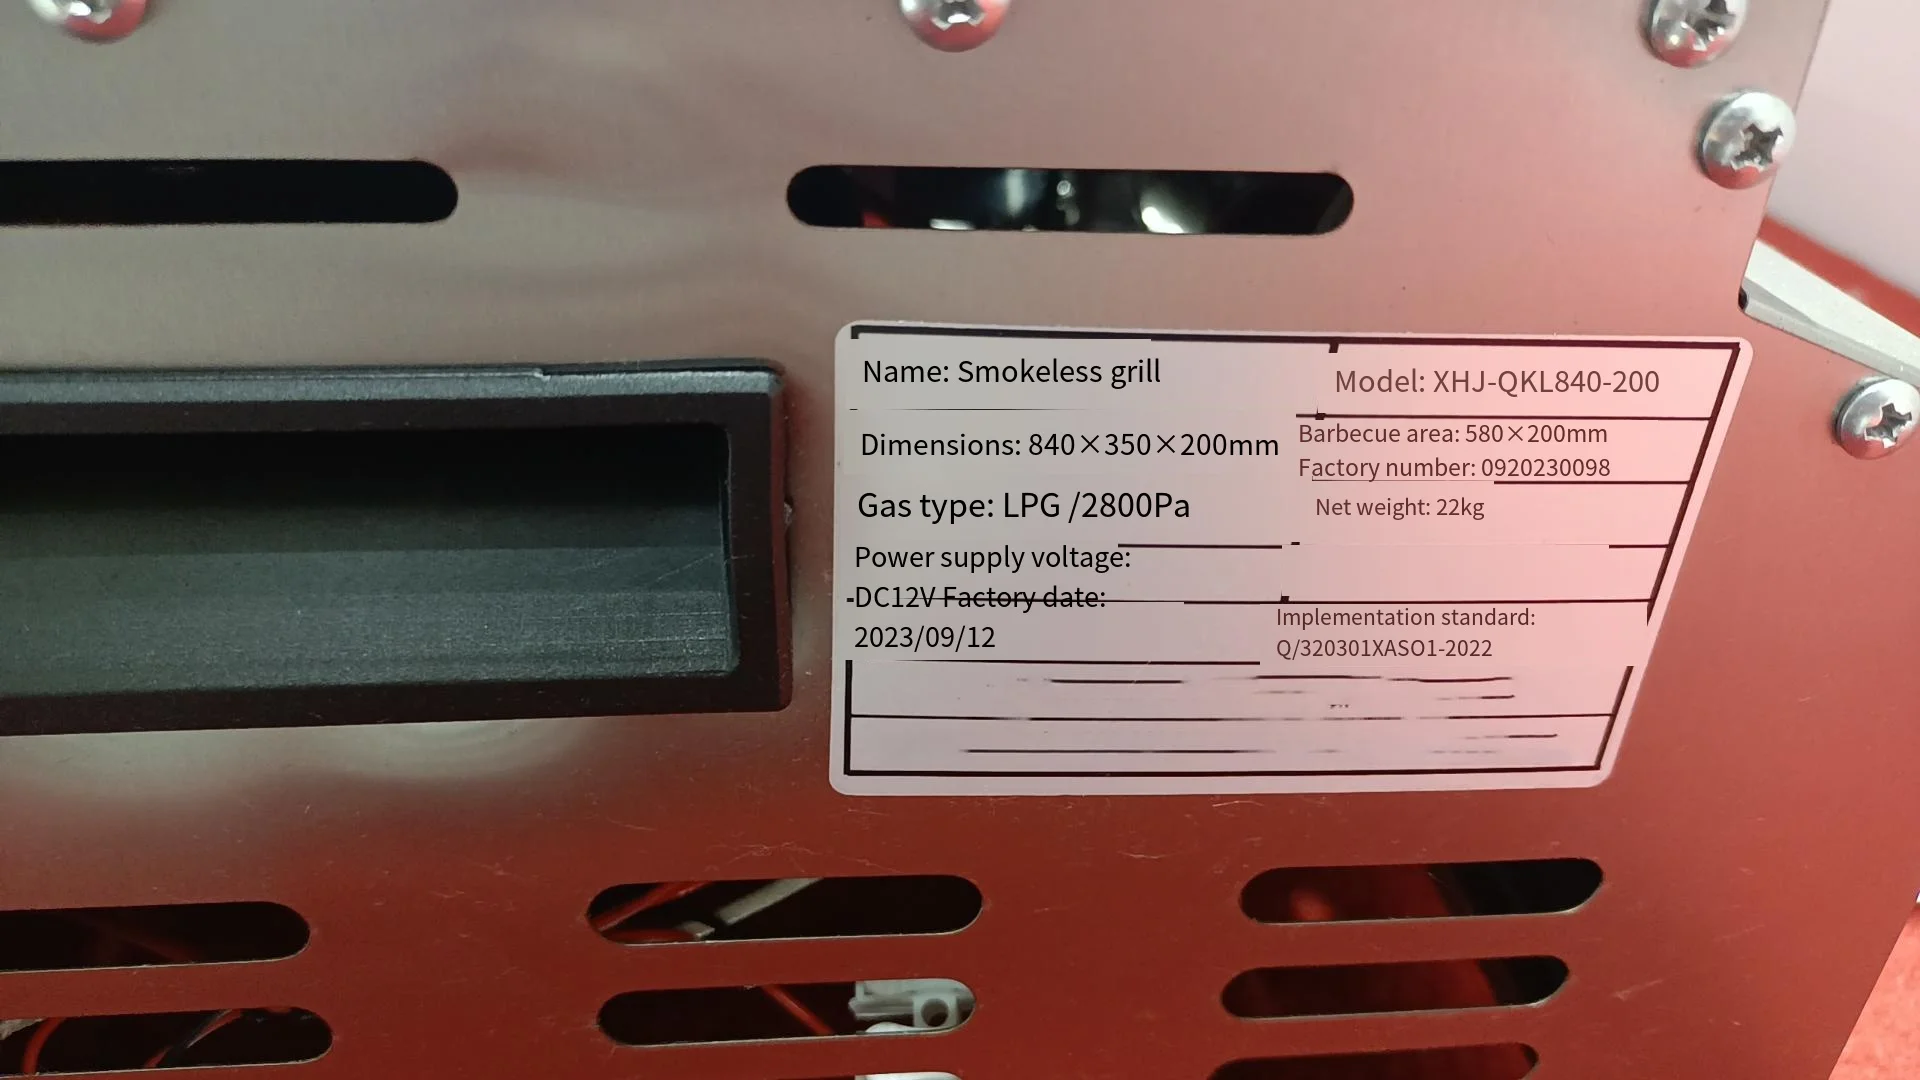 Name: Smokeless grill
Model: XHJ-QKL840-200
Dimensions: 840×350×200mm
Barbecue area: 580×200mm
Factory number: 0920230098
Gas type: LPG /2800Pa
Net weight: 22kg
Power supply voltage:
DC12V Factory date:
2023/09/12
Implementation standard:
Q/320301XASO1-2022